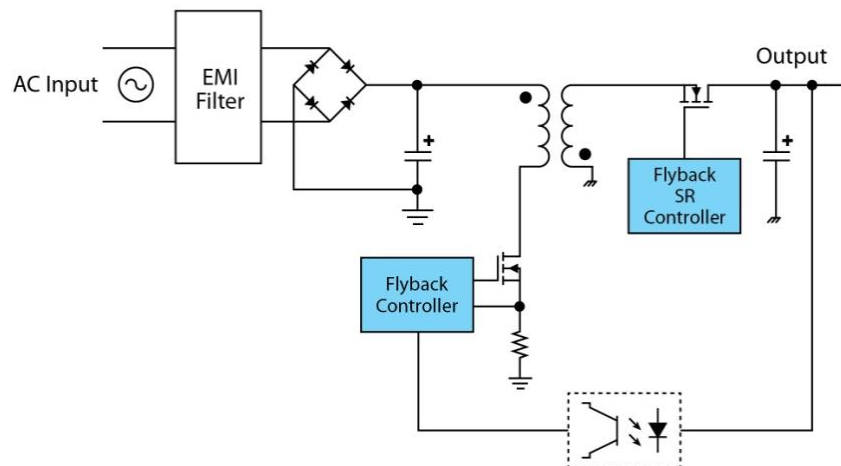 AC Input
EMI
Filter
+
Output
+
Flyback
SR
Controller
Flyback
Controller